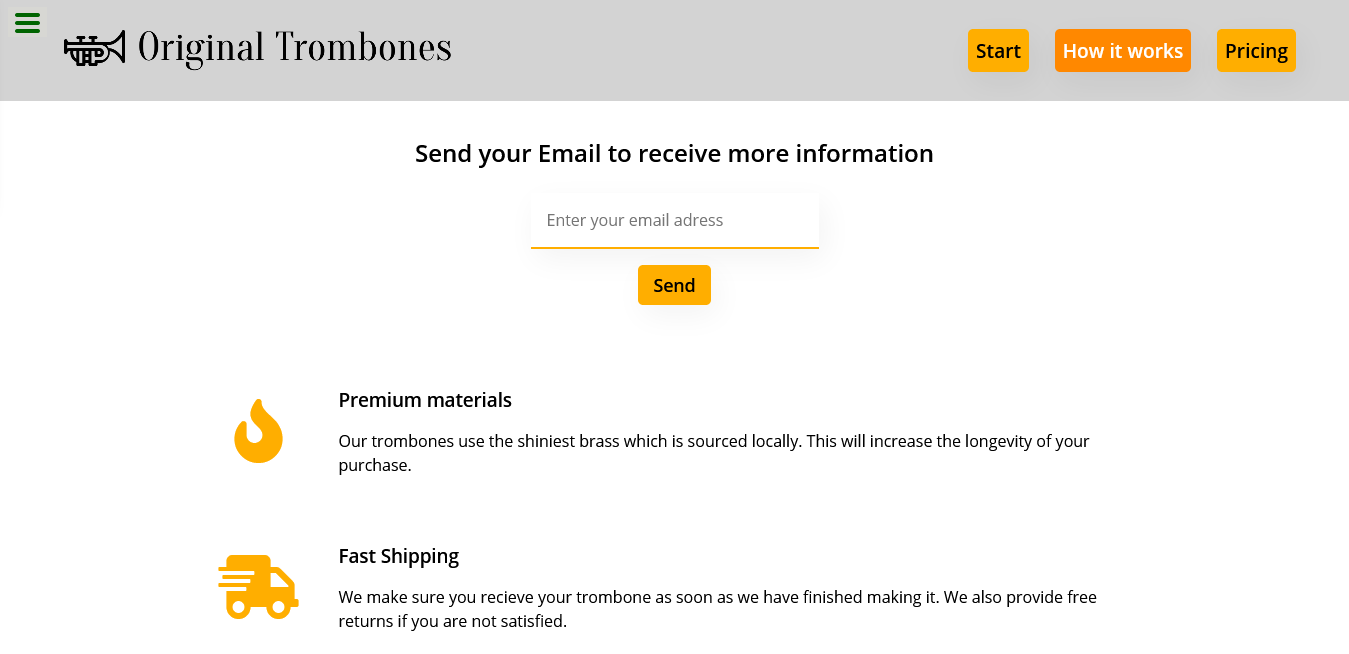 Original Trombones
Start
How it works
Pricing
Send your Email to receive more information
Enter your email adress
Send
Premium materials
Our trombones use the shiniest brass which is sourced locally. This will increase the longevity of your
purchase.
Fast Shipping
We make sure you recieve your trombone as soon as we have finished making it. We also provide free
returns if you are not satisfied.